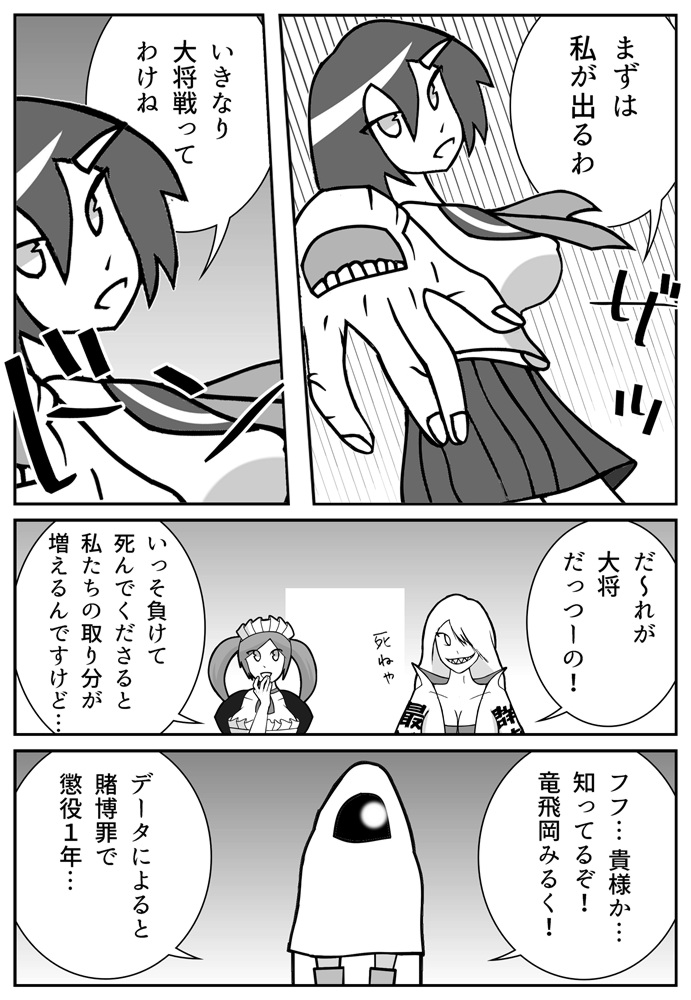 まずは
私が出るわ
ザッ
いきなり
大将戦って
わけね
ドン
だ〜れが
大将
だっつーの！
死ねや
いっそ負けて
死んでくださると
私たちの取り分が
増えるんですけど…
フフ…貴様か…
知ってるぞ！
竜飛岡みるく！
データによると
賭博罪で
懲役１年…